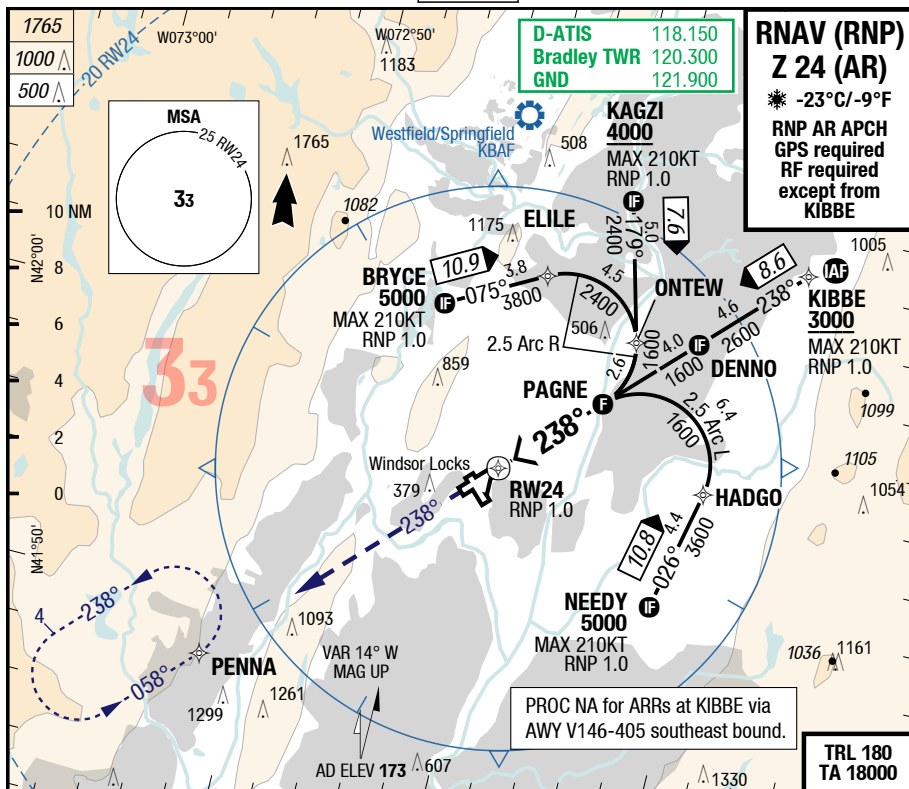 1765
1000
500
20 RW24
W073°00'
W072°50'
1183
D-ATIS 118.150
Bradley TWR 120.300
GND 121.900
RNAV (RNP)
Z 24 (AR)
-23°C/-9°F
RNP AR APCH
GPS required
RF required
except from
KIBBE
MSA
25 RW24
33
1765
Westfield/Springfield
KBAF
508
KAGZI
4000
MAX 210KT
RNP 1.0
IF
179°
2400
5.0
7.6
10 NM
N42°00'
8
6
4
2
0
N41°50'
1082
1175
ELILE
BRYCE
5000
MAX 210KT
RNP 1.0
IF
10.9
075°
3.8
3800
4.5
2400
506
2.5 Arc R
ONTEW
1600
2.6
1005
8.6
238°
IAF
KIBBE
3000
MAX 210KT
RNP 1.0
4.6
2600
IF
DENNO
4.0
1600
33
859
PAGNE
F
238°
6.4
2.5 Arc L
1600
1099
1105
1054
Windsor Locks
379
RW24
RNP 1.0
HADGO
238°
10.8
026°
4.4
3600
NEEDY
5000
MAX 210KT
RNP 1.0
IF
4
238°
058°
PENNA
1093
1299
1261
VAR 14° W
MAG UP
AD ELEV 173
607
1036
1161
PROC NA for ARRs at KIBBE via
AWY V146-405 southeast bound.
1330
TRL 180
TA 18000